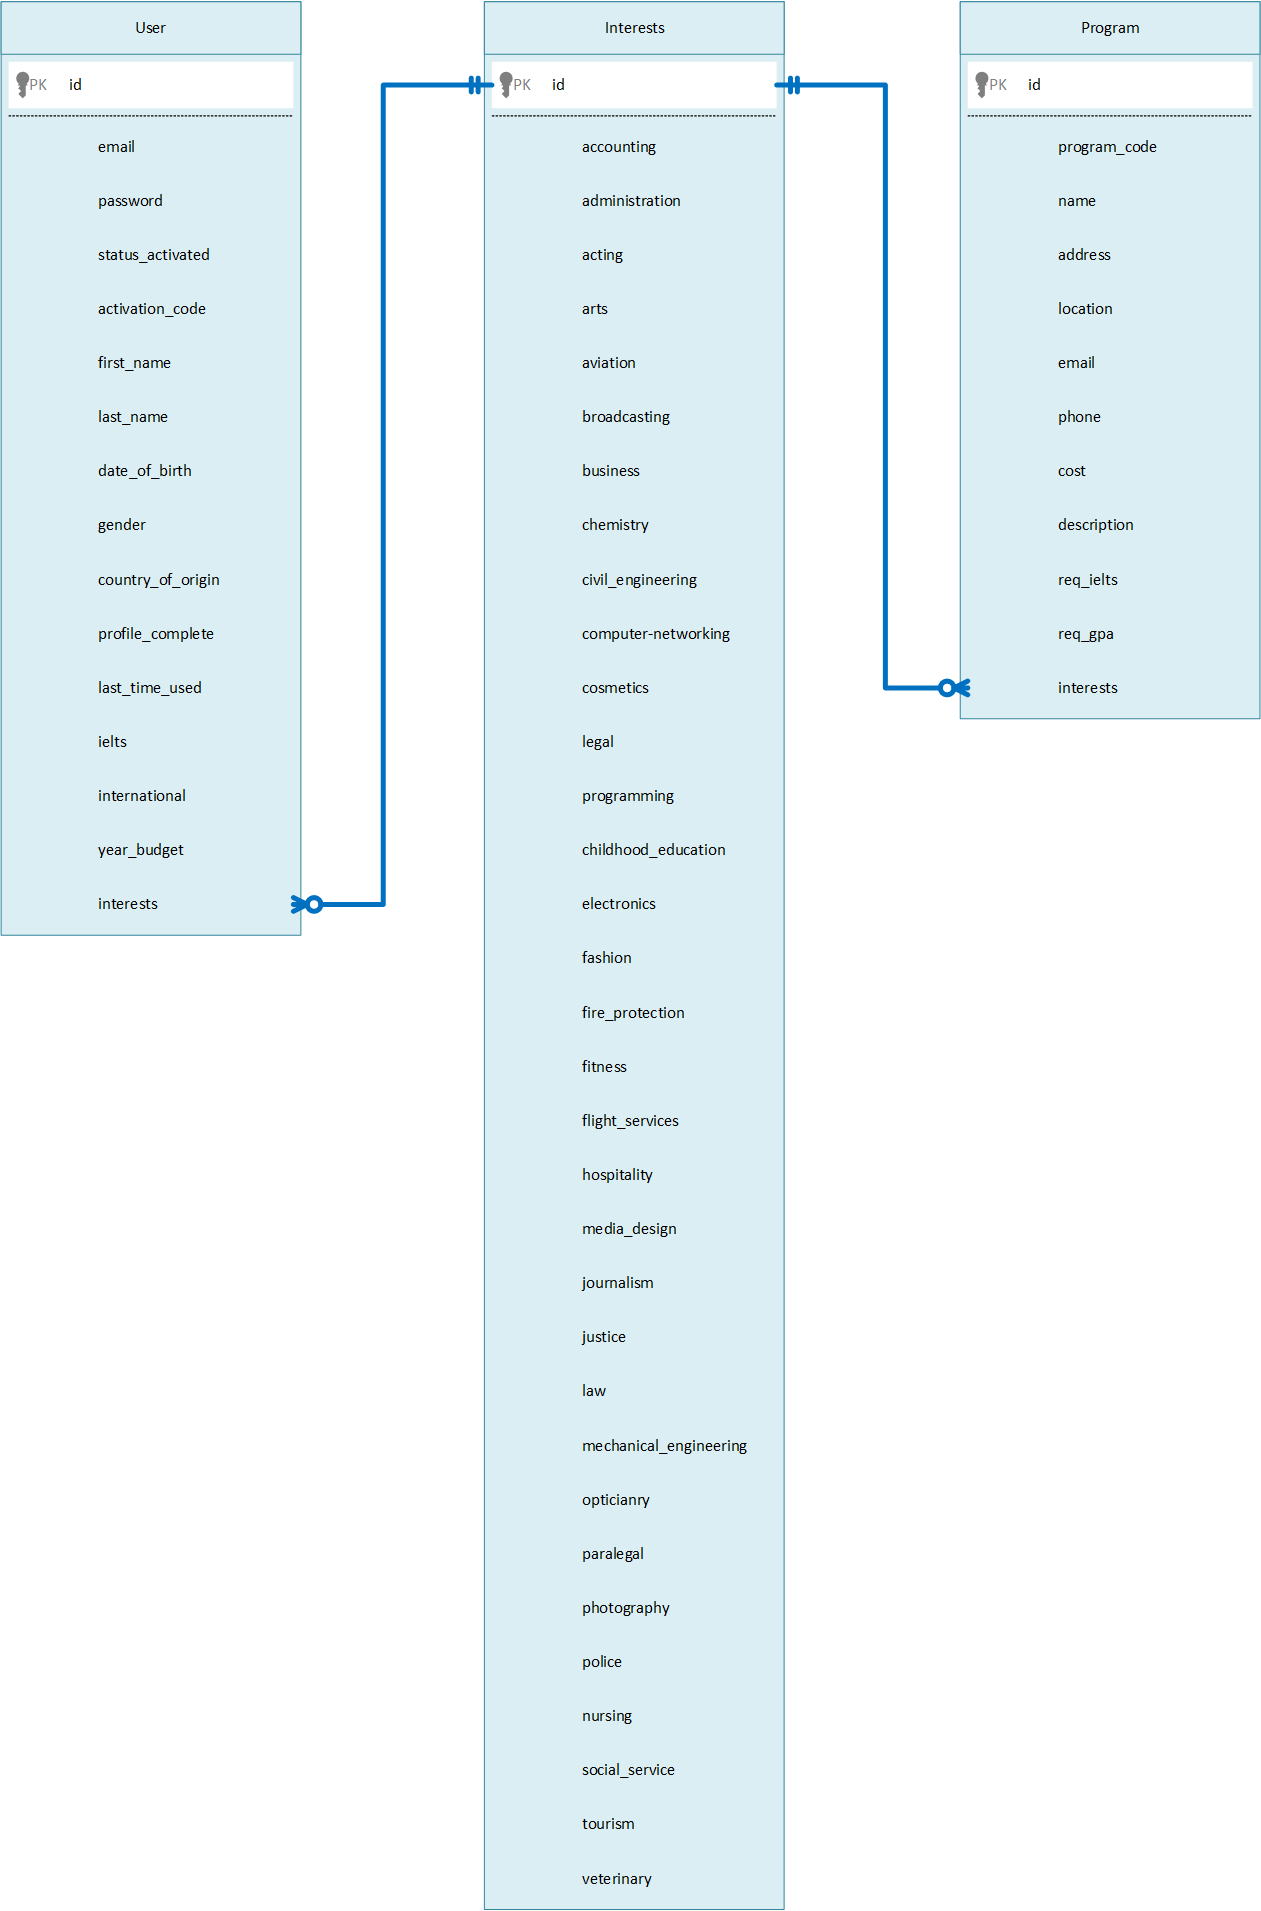 User
PK id
email
password
status_activated
activation_code
first_name
last_name
date_of_birth
gender
country_of_origin
profile_complete
last_time_used
ielts
international
year_budget
interests
Interests
PK id
accounting
administration
acting
arts
aviation
broadcasting
business
chemistry
civil_engineering
computer-networking
cosmetics
legal
programming
childhood_education
electronics
fashion
fire_protection
fitness
flight_services
hospitality
media_design
journalism
justice
law
mechanical_engineering
opticianry
paralegal
photography
police
nursing
social_service
tourism
veterinary
Program
PK id
program_code
name
address
location
email
phone
cost
description
req_ielts
req_gpa
interests